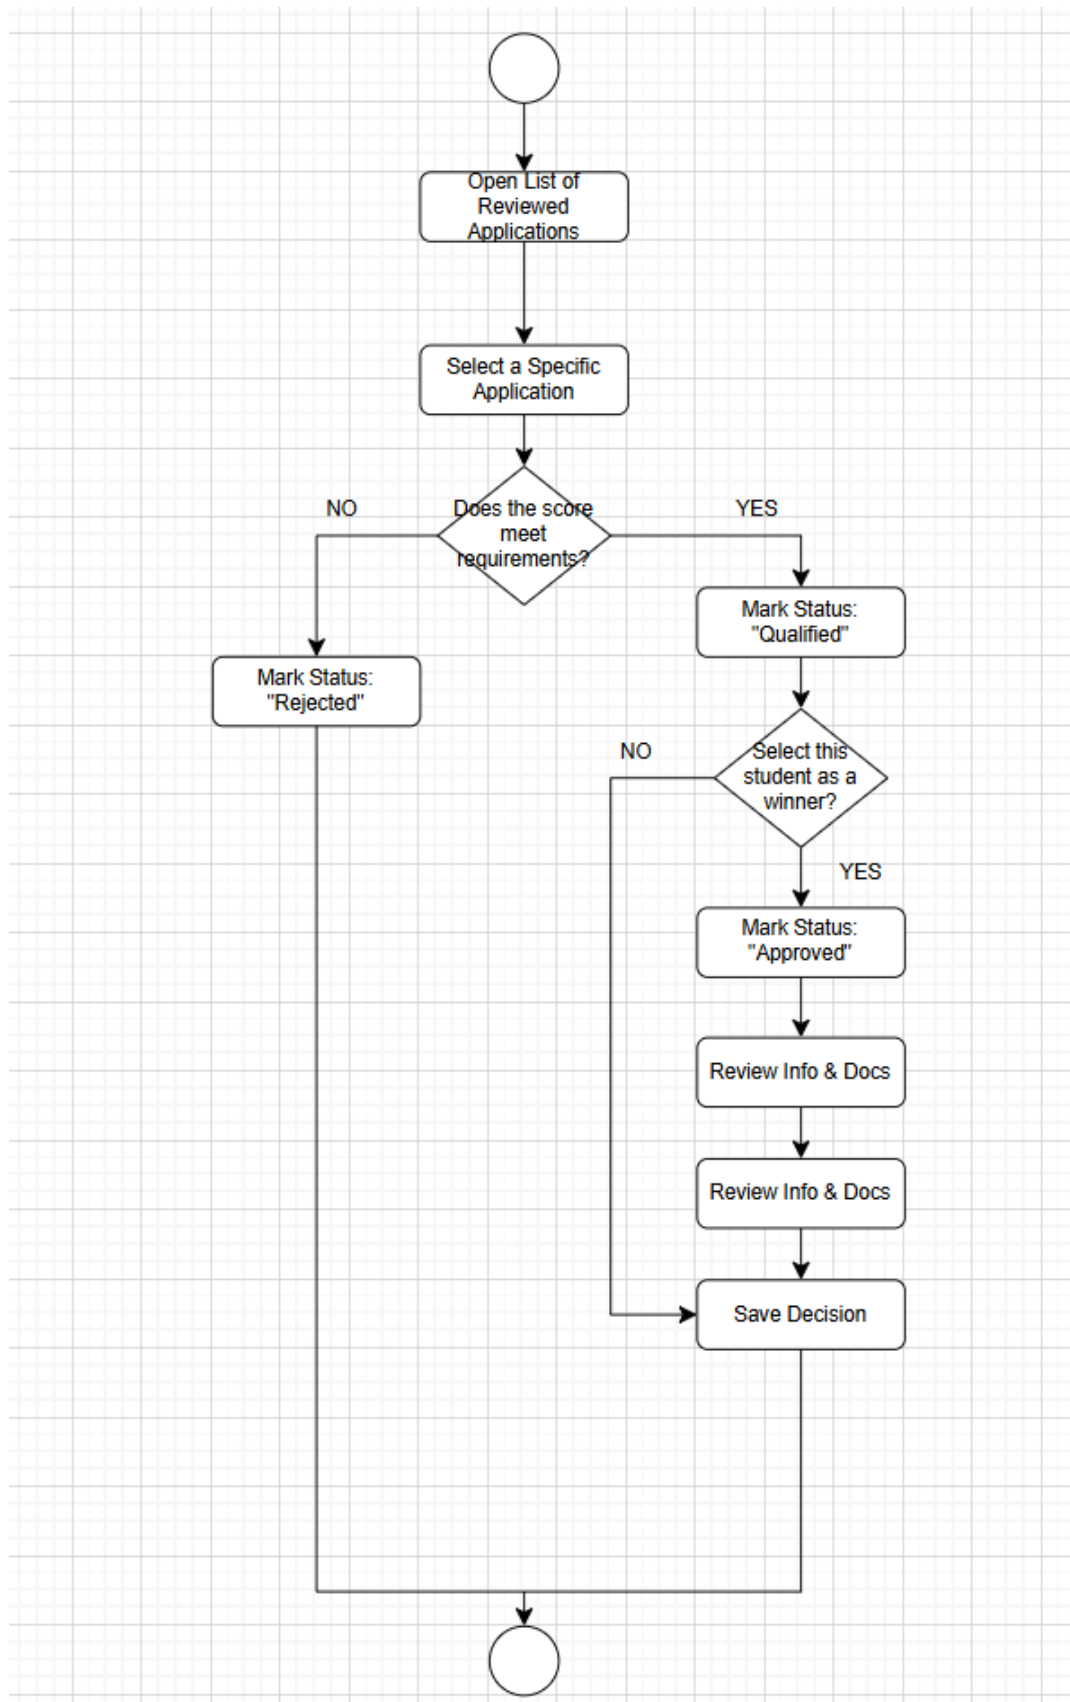 Open List of
Reviewed
Applications
Select a Specific
Application
NO
Does the score
meet
requirements?
YES
Mark Status:
"Qualified"
Mark Status:
"Rejected"
NO
Select this
student as a
winner?
YES
Mark Status:
"Approved"
Review Info & Docs
Review Info & Docs
Save Decision